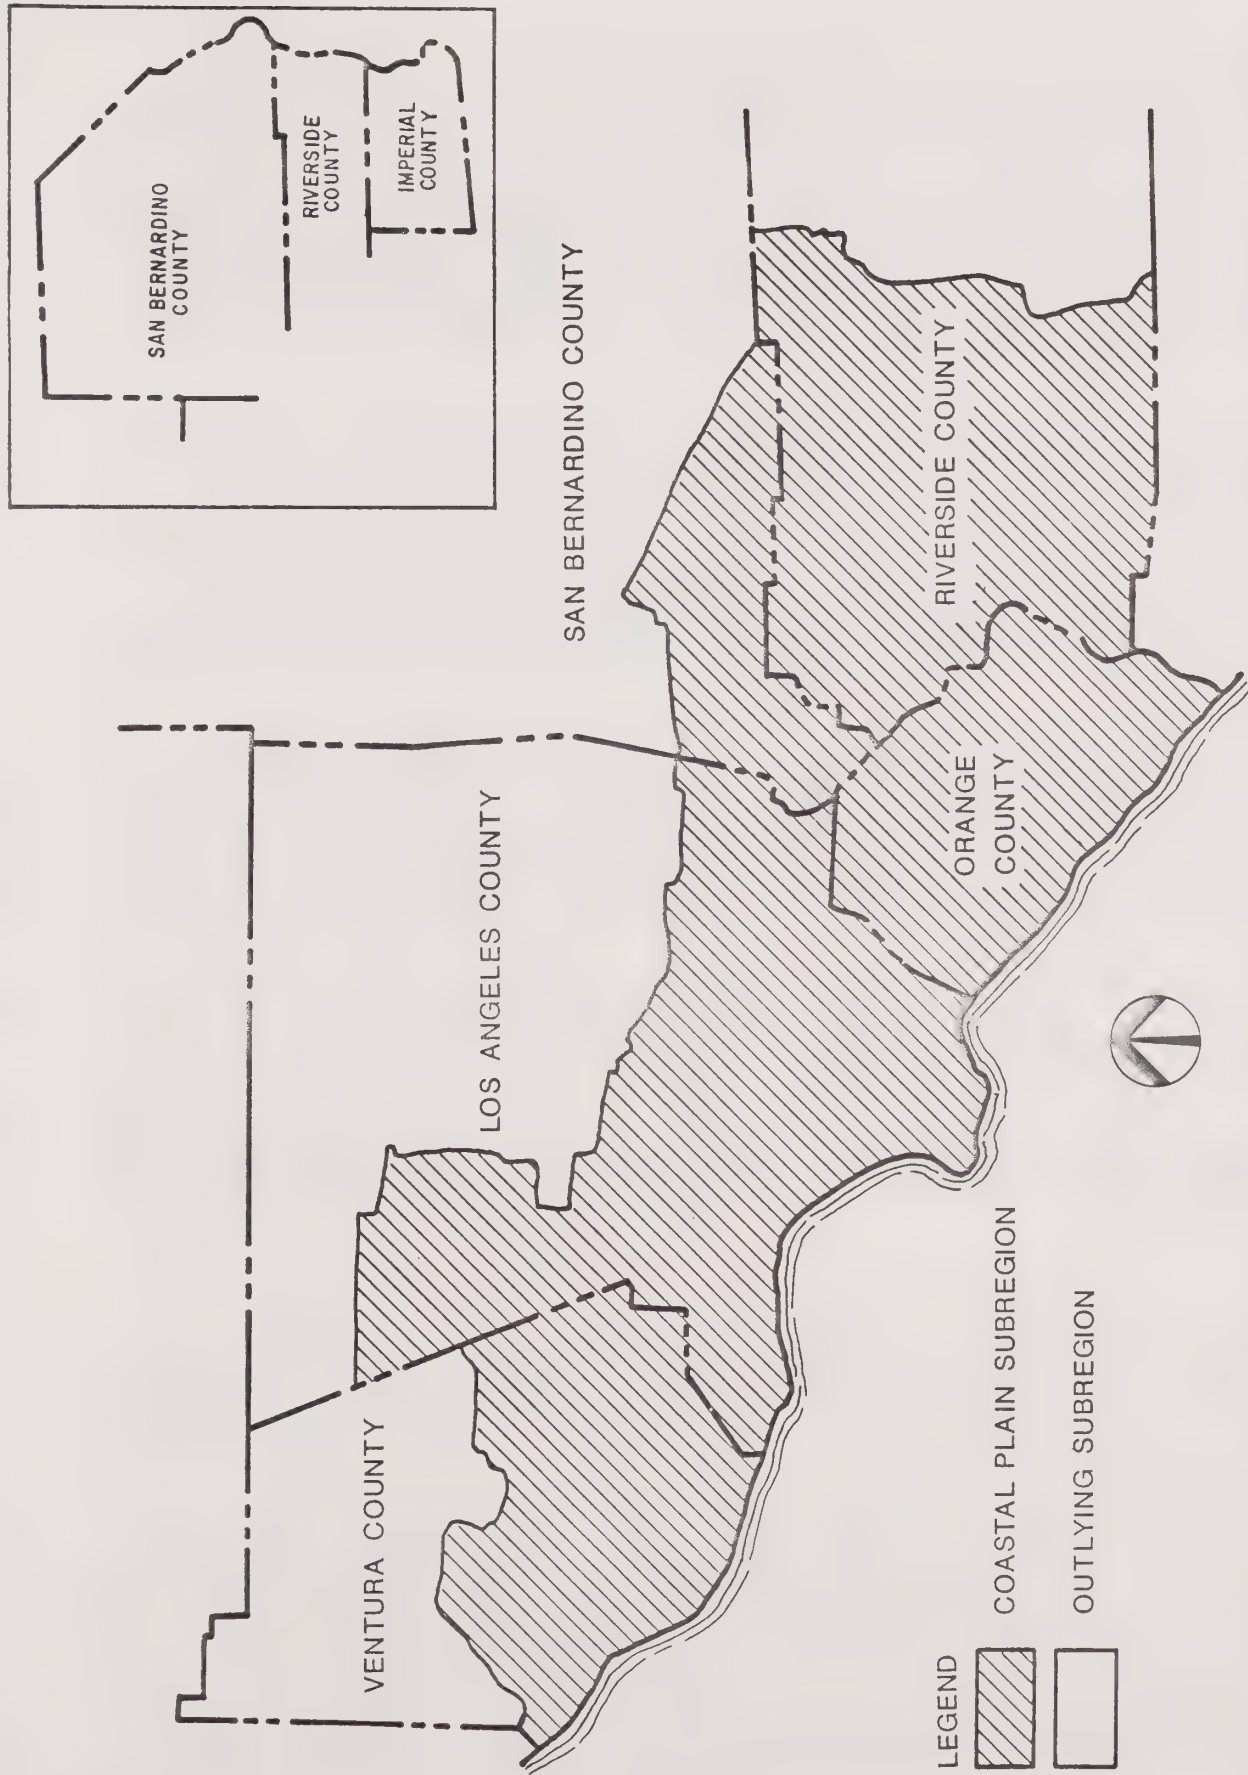 SAN BERNARDINO
COUNTY
RIVERSIDE
COUNTY
IMPERIAL
COUNTY
SAN BERNARDINO COUNTY
LOS ANGELES COUNTY
VENTURA COUNTY
RIVERSIDE COUNTY
ORANGE
COUNTY
LEGEND
COASTAL PLAIN SUBREGION
OUTLYING SUBREGION